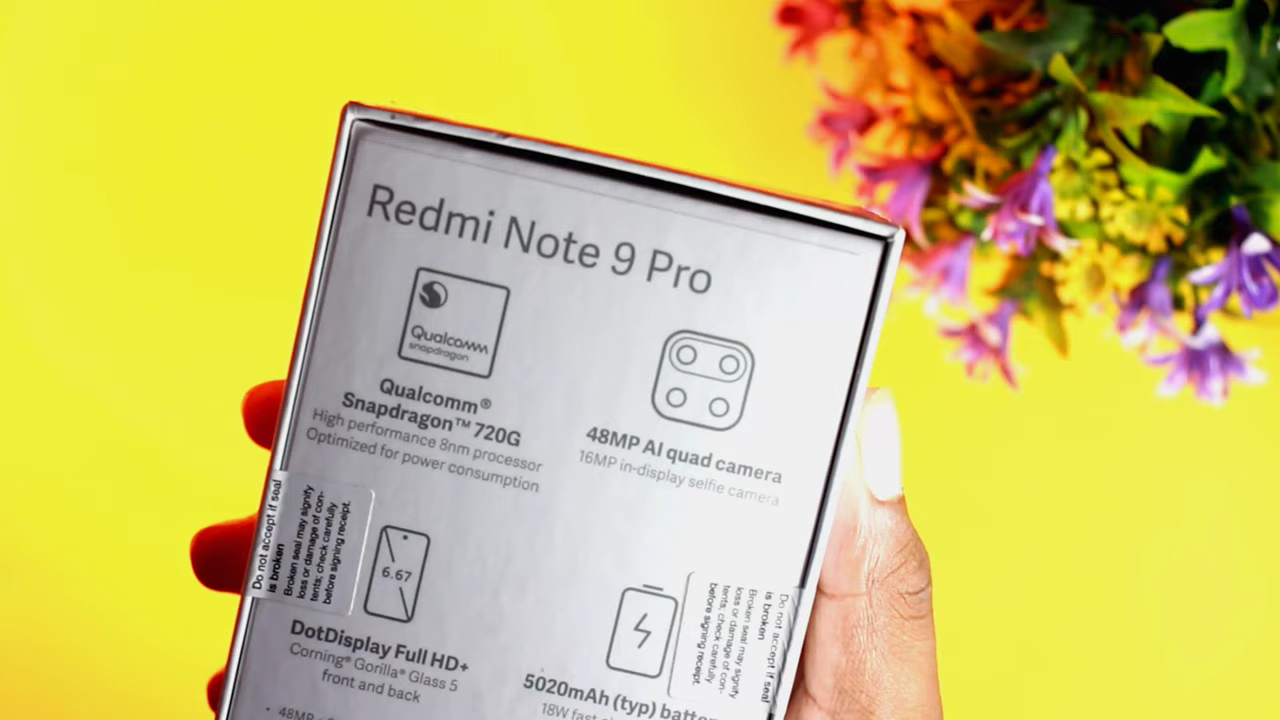 Redmi Note 9 Pro
Qualcomm
snapdragon
Qualcomm®
Snapdragon™ 720G
High performance 8nm processor
Optimized for power consumption
48MP AI quad camera
16MP in-display selfie camera
Do not accept if seal
is broken
Broken seal may signify
loss or damage of con-
tents; check carefully
before signing receipt.
6.67
DotDisplay Full HD+
Corning® Gorilla® Glass 5
front and back
5020mAh (typ)
18W fast
Do not accept if seal
is broken
Broken seal may signify
loss or damage of con-
tents; check carefully
before signing receipt.
• 48MP